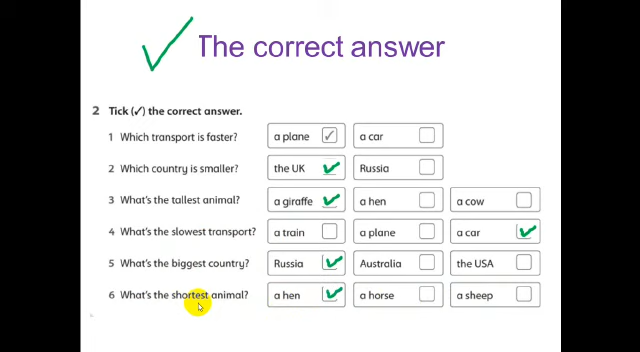 The correct answer
2 Tick (✓) the correct answer.
1 Which transport is faster? a plane ✓ a car
2 Which country is smaller? the UK ✓ Russia
3 What's the tallest animal? a giraffe ✓ a hen a cow
4 What's the slowest transport? a train a plane a car ✓
5 What's the biggest country? Russia ✓ Australia the USA
6 What's the shortest animal? a hen ✓ a horse a sheep